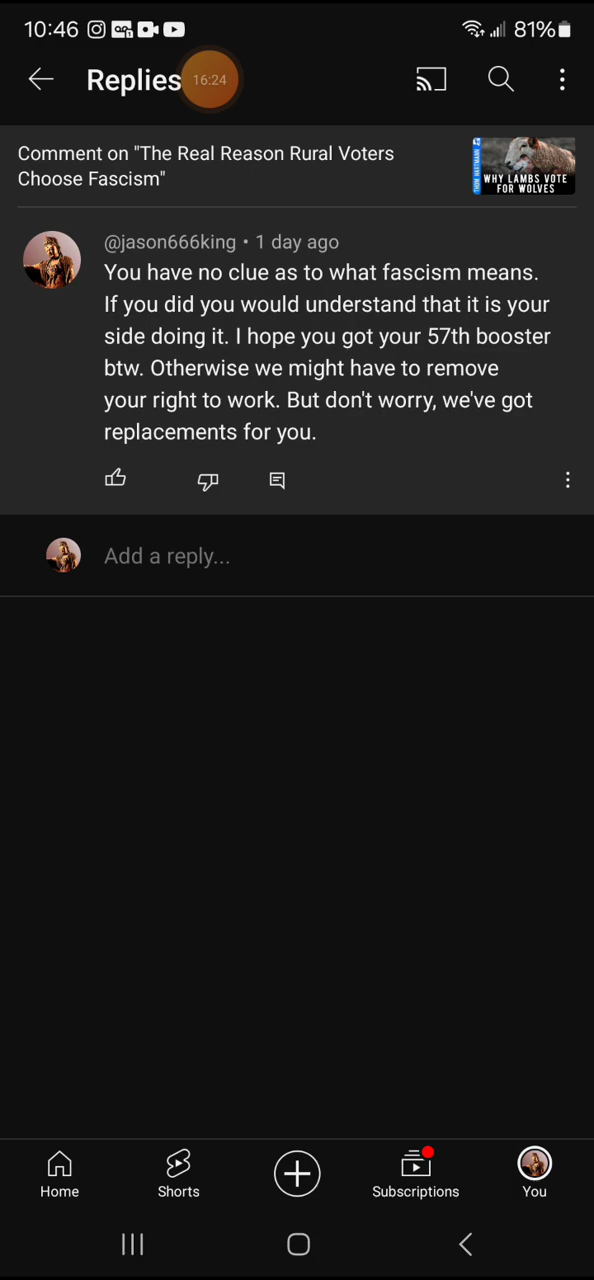 10:46 81%
Replies 16:24
Comment on "The Real Reason Rural Voters
Choose Fascism"
THOM HARTMANN
WHY LAMBS VOTE
FOR WOLVES
@jason666king • 1 day ago
You have no clue as to what fascism means.
If you did you would understand that it is your
side doing it. I hope you got your 57th booster
btw. Otherwise we might have to remove
your right to work. But don't worry, we've got
replacements for you.
Add a reply...
Home Shorts Subscriptions You